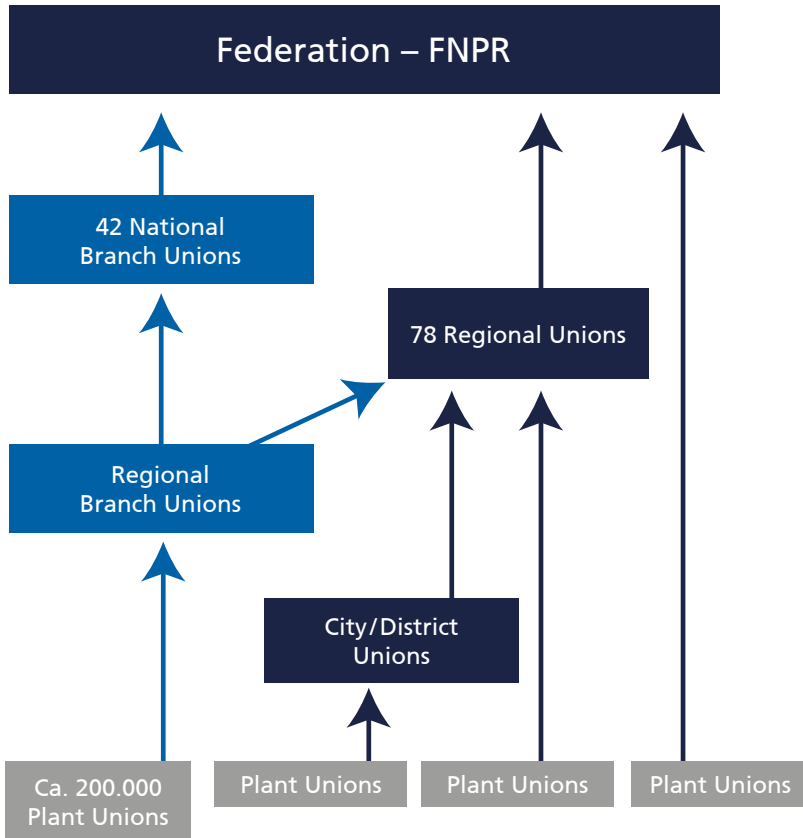 Federation – FNPR
42 National
Branch Unions
78 Regional Unions
Regional
Branch Unions
City/District
Unions
Ca. 200.000
Plant Unions
Plant Unions
Plant Unions
Plant Unions